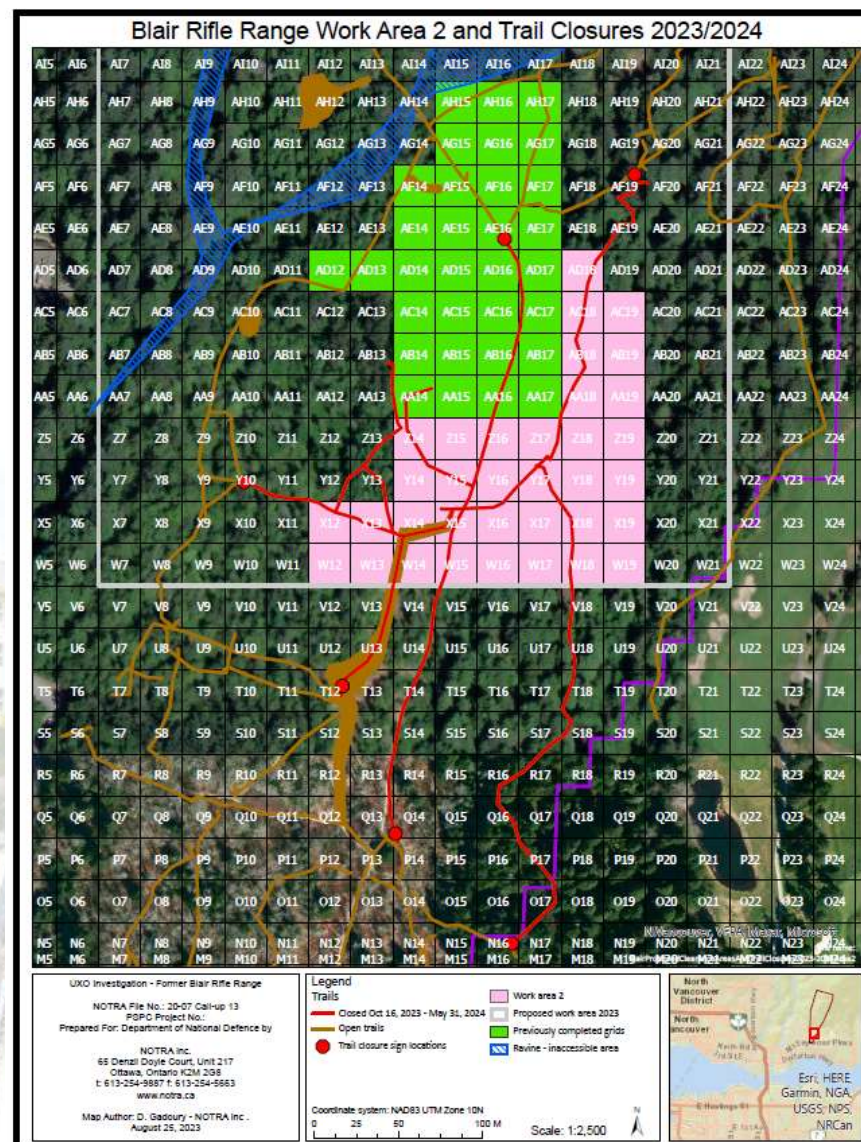 Blair Rifle Range Work Area 2 and Trail Closures 2023/2024
AI5 AI6 AI7 AI8 AI9 AI10 AI11 AI12 AI13 AI14 AI15 AI16 AI17 AI18 AI19 AI20 AI21 AI22 AI23 AI24
AH5 AH6 AH7 AH8 AH9 AH10 AH11 AH12 AH13 AH14 AH15 AH16 AH17 AH18 AH19 AH20 AH21 AH22 AH23 AH24
AG5 AG6 AG7 AG8 AG9 AG10 AG11 AG12 AG13 AG14 AG15 AG16 AG17 AG18 AG19 AG20 AG21 AG22 AG23 AG24
AF5 AF6 AF7 AF8 AF9 AF10 AF11 AF12 AF13 AF14 AF15 AF16 AF17 AF18 AF19 AF20 AF21 AF22 AF23 AF24
AE5 AE6 AE7 AE8 AE9 AE10 AE11 AE12 AE13 AE14 AE15 AE16 AE17 AE18 AE19 AE20 AE21 AE22 AE23 AE24
AD5 AD6 AD7 AD8 AD9 AD10 AD11 AD12 AD13 AD14 AD15 AD16 AD17 AD18 AD19 AD20 AD21 AD22 AD23 AD24
AC5 AC6 AC7 AC8 AC9 AC10 AC11 AC12 AC13 AC14 AC15 AC16 AC17 AC18 AC19 AC20 AC21 AC22 AC23 AC24
AB5 AB6 AB7 AB8 AB9 AB10 AB11 AB12 AB13 AB14 AB15 AB16 AB17 AB18 AB19 AB20 AB21 AB22 AB23 AB24
AA5 AA6 AA7 AA8 AA9 AA10 AA11 AA12 AA13 AA14 AA15 AA16 AA17 AA18 AA19 AA20 AA21 AA22 AA23 AA24
Z5 Z6 Z7 Z8 Z9 Z10 Z11 Z12 Z13 Z14 Z15 Z16 Z17 Z18 Z19 Z20 Z21 Z22 Z23 Z24
Y5 Y6 Y7 Y8 Y9 Y10 Y11 Y12 Y13 Y14 Y15 Y16 Y17 Y18 Y19 Y20 Y21 Y22 Y23 Y24
X5 X6 X7 X8 X9 X10 X11 X12 X13 X14 X15 X16 X17 X18 X19 X20 X21 X22 X23 X24
W5 W6 W7 W8 W9 W10 W11 W12 W13 W14 W15 W16 W17 W18 W19 W20 W21 W22 W23 W24
V5 V6 V7 V8 V9 V10 V11 V12 V13 V14 V15 V16 V17 V18 V19 V20 V21 V22 V23 V24
U5 U6 U7 U8 U9 U10 U11 U12 U13 U14 U15 U16 U17 U18 U19 U20 U21 U22 U23 U24
T5 T6 T7 T8 T9 T10 T11 T12 T13 T14 T15 T16 T17 T18 T19 T20 T21 T22 T23 T24
S5 S6 S7 S8 S9 S10 S11 S12 S13 S14 S15 S16 S17 S18 S19 S20 S21 S22 S23 S24
R5 R6 R7 R8 R9 R10 R11 R12 R13 R14 R15 R16 R17 R18 R19 R20 R21 R22 R23 R24
Q5 Q6 Q7 Q8 Q9 Q10 Q11 Q12 Q13 Q14 Q15 Q16 Q17 Q18 Q19 Q20 Q21 Q22 Q23 Q24
P5 P6 P7 P8 P9 P10 P11 P12 P13 P14 P15 P16 P17 P18 P19 P20 P21 P22 P23 P24
O5 O6 O7 O8 O9 O10 O11 O12 O13 O14 O15 O16 O17 O18 O19 O20 O21 O22 O23 O24
N.Vancouver, Maxar, Microsoft
N5 N6 N7 N8 N9 N10 N11 N12 N13 N14 N15 N16 N17 N18 N19 N20 N21 N22 N23 N24
M5 M6 M7 M8 M9 M10 M11 M12 M13 M14 M15 M16 M17 M18
UXO Investigation - Former Blair Rifle Range
NOTRA File No.: 20-07 Call-up 13
PSPC Project No.:
Prepared For: Department of National Defence by
NOTRA Inc.
65 Denzil Doyle Court, Unit 217
Ottawa, Ontario K2M 2G8
t: 613-254-9887 f: 613-254-5663
www.notra.ca
Map Author: D. Gadoury - NOTRA Inc.
August 25, 2023
Legend
Trails
Closed Oct 16, 2023 - May 31, 2024
Open trails
Trail closure sign locations
Work area 2
Proposed work area 2023
Previously completed grids
Ravine - inaccessible area
Coordinate system: NAD83 UTM Zone 10N
0 25 50 100 M
Scale: 1:2,500
N
North
Vancouver
District
North
Vancouver
E Hastings St
E 1st Ave
Esri, HERE,
Garmin, NGA,
USGS, NPS,
NRCan